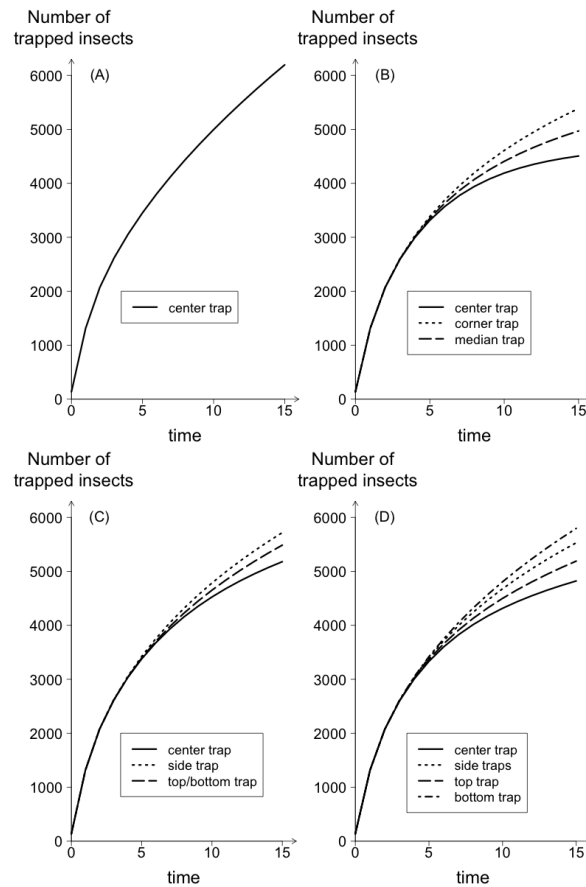 Number of
trapped insects
(A)
6000
5000
4000
3000
2000
1000
0
center trap
0 5 10 15
time
Number of
trapped insects
(B)
6000
5000
4000
3000
2000
1000
0
center trap
corner trap
median trap
0 5 10 15
time
Number of
trapped insects
(C)
6000
5000
4000
3000
2000
1000
0
center trap
side trap
top/bottom trap
0 5 10 15
time
Number of
trapped insects
(D)
6000
5000
4000
3000
2000
1000
0
center trap
side traps
top trap
bottom trap
0 5 10 15
time